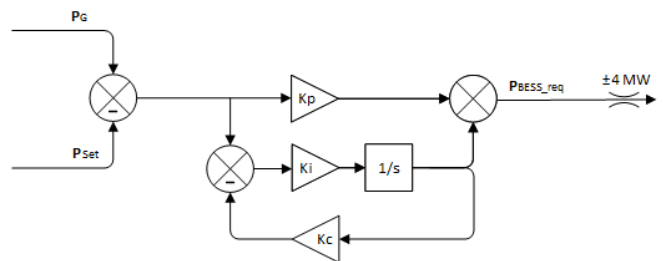 PG
±4 MW
Kp
PBESS_req
-
PSet
-
Ki
1/s
Kc